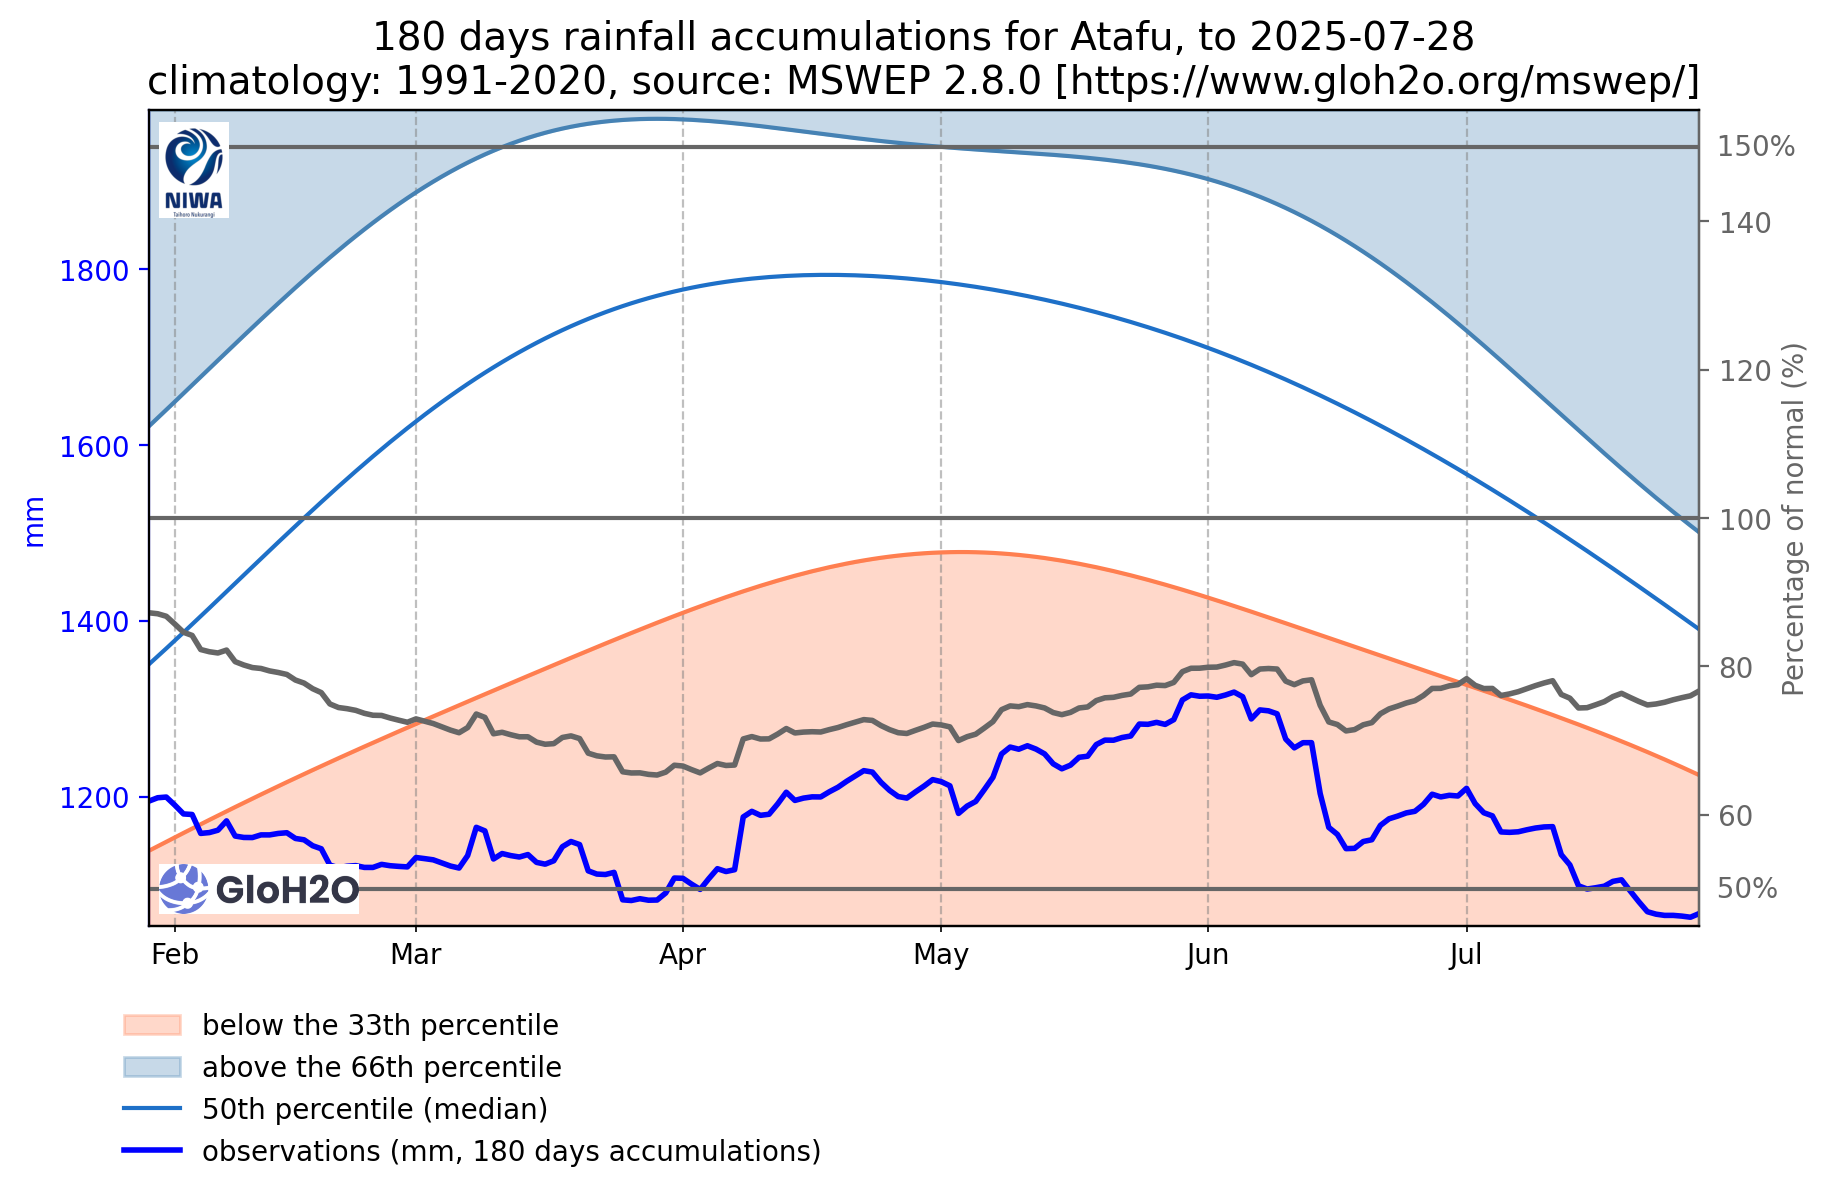 180 days rainfall accumulations for Atafu, to 2025-07-28
climatology: 1991-2020, source: MSWEP 2.8.0 [https://www.gloh2o.org/mswep/]
NIWA
Taihoro Nukurangi
150%
140
1800
120
1600
mm
100
Percentage of normal (%)
1400
80
1200
60
GloH2O
50%
Feb Mar Apr May Jun Jul
below the 33th percentile
above the 66th percentile
50th percentile (median)
observations (mm, 180 days accumulations)